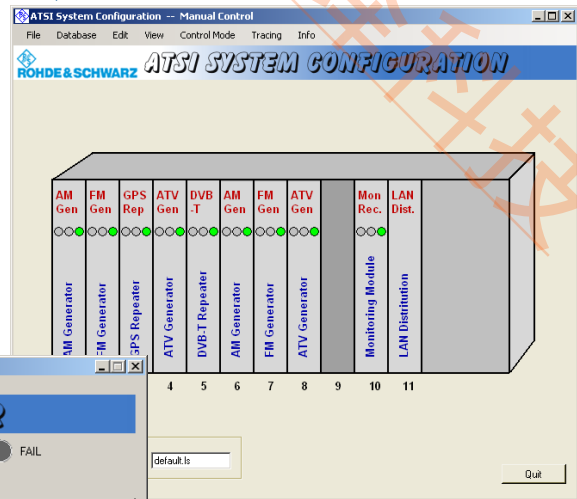 ATSI System Configuration -- Manual Control
File Database Edit View Control Mode Tracing Info
ROHDE & SCHWARZ ATSI SYSTEM CONFIGURATION
AM Gen FM Gen GPS Rep ATV Gen DVB -T AM Gen FM Gen ATV Gen Mon Rec. LAN Dist.
AM Generator FM Generator GPS Repeater ATV Generator DVB-T Repeater AM Generator FM Generator ATV Generator Monitoring Module LAN Distritution
4 5 6 7 8 9 10 11
FAIL
default.ls
Quit